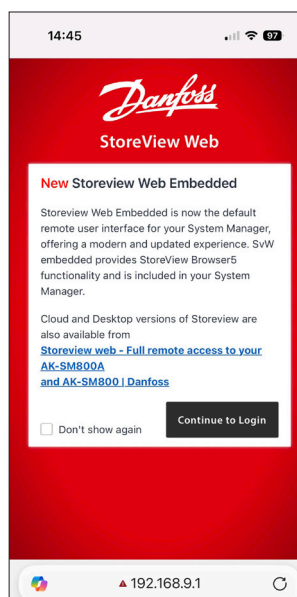 14:45
97
Danfoss
StoreView Web
New Storeview Web Embedded
Storeview Web Embedded is now the default
remote user interface for your System Manager,
offering a modern and updated experience. SvW
embedded provides StoreView Browser5
functionality and is included in your System
Manager.
Cloud and Desktop versions of Storeview are
also available from
Storeview web - Full remote access to your
AK-SM800A
and AK-SM800 | Danfoss
Don't show again
Continue to Login
192.168.9.1